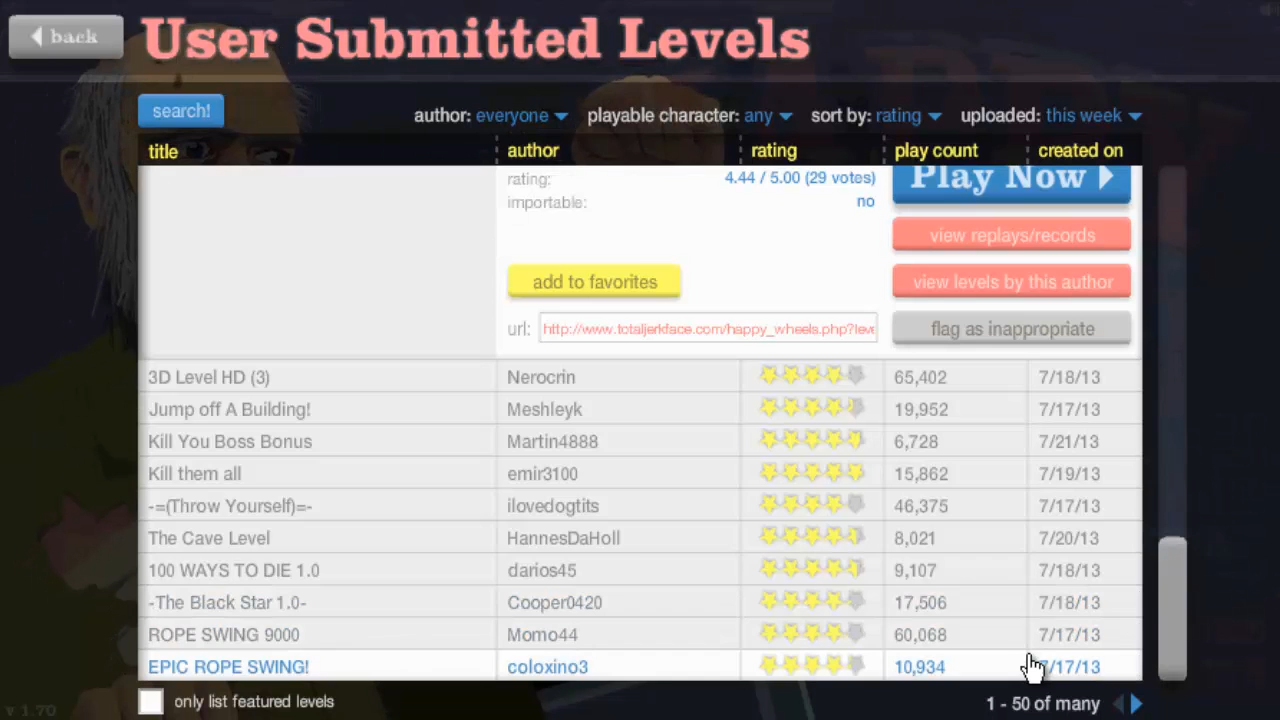 back
User Submitted Levels
search!
author: everyone playable character: any sort by: rating uploaded: this week
title author rating play count created on
rating: 4.44 / 5.00 (29 votes) Play Now
importable: no
view replays/records
add to favorites view levels by this author
url: http://www.totaljerkface.com/happy_wheels.php?leve flag as inappropriate
3D Level HD (3) Nerocrin 65,402 7/18/13
Jump off A Building! Meshleyk 19,952 7/17/13
Kill You Boss Bonus Martin4888 6,728 7/21/13
Kill them all emir3100 15,862 7/19/13
-=(Throw Yourself)=- ilovedogtits 46,375 7/17/13
The Cave Level HannesDaHoll 8,021 7/20/13
100 WAYS TO DIE 1.0 darios45 9,107 7/18/13
-The Black Star 1.0- Cooper0420 17,506 7/18/13
ROPE SWING 9000 Momo44 60,068 7/17/13
EPIC ROPE SWING! coloxino3 10,934 7/17/13
only list featured levels 1 - 50 of many
v 1.70